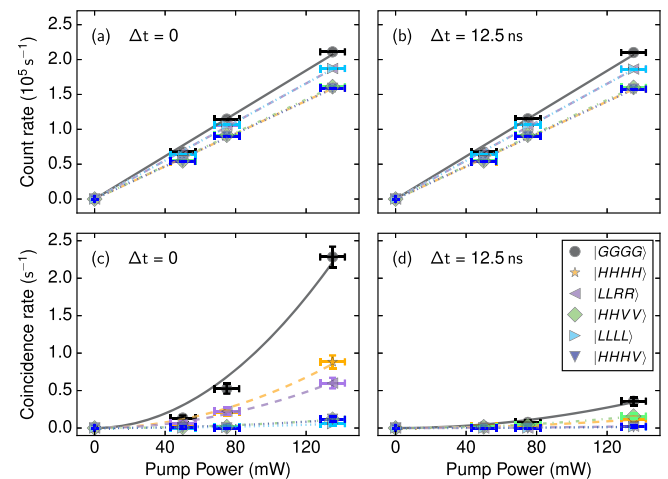 (a) Δt = 0
(b) Δt = 12.5 ns
Count rate (10⁵ s⁻¹)
2.5
2.0
1.5
1.0
0.5
0.0
(c) Δt = 0
(d) Δt = 12.5 ns
Coincidence rate (s⁻¹)
2.5
2.0
1.5
1.0
0.5
0.0
|GGGG⟩
|HHHH⟩
|LLRR⟩
|HHVV⟩
|LLLL⟩
|HHHV⟩
0 40 80 120
0 40 80 120
Pump Power (mW)
Pump Power (mW)